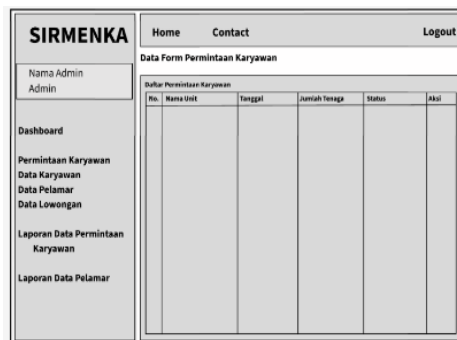 SIRMENKA
Home Contact Logout
Nama Admin
Admin
Data Form Permintaan Karyawan
Daftar Permintaan Karyawan
No. Nama Unit Tanggal Jumlah Tenaga Status Aksi
Dashboard
Permintaan Karyawan
Data Karyawan
Data Pelamar
Data Lowongan
Laporan Data Permintaan
Karyawan
Laporan Data Pelamar